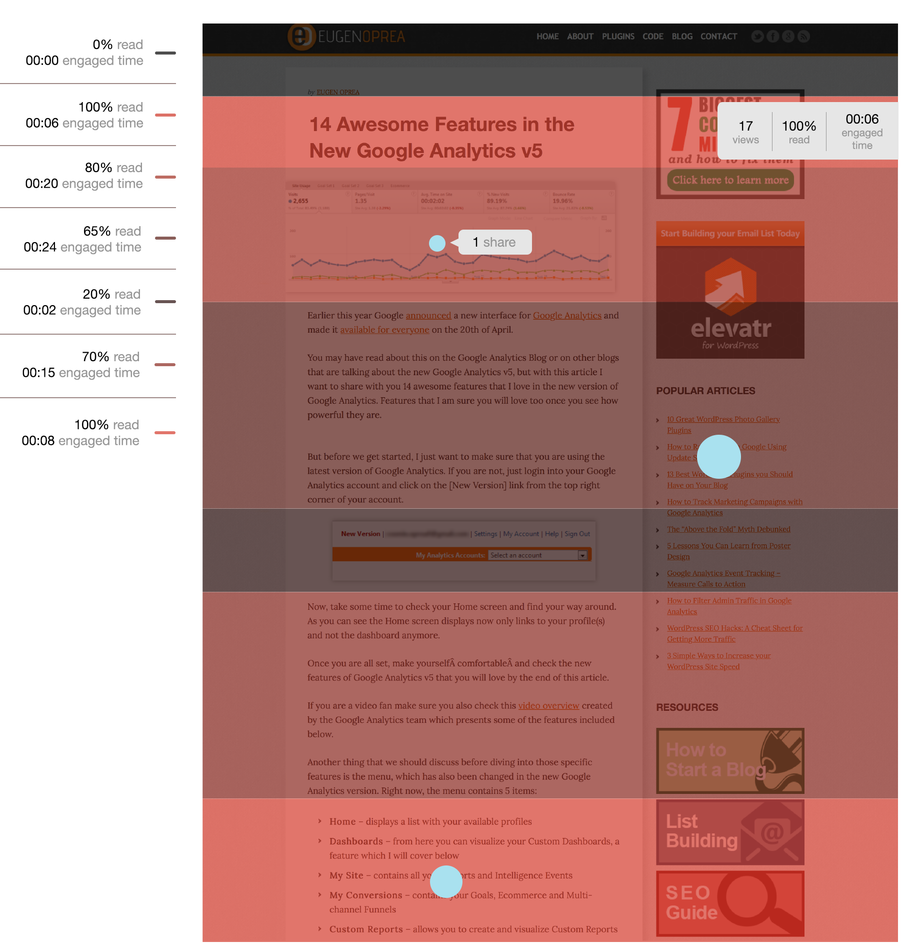 0% read
00:00 engaged time
100% read
00:06 engaged time
80% read
00:20 engaged time
65% read
00:24 engaged time
20% read
00:02 engaged time
70% read
00:15 engaged time
100% read
00:08 engaged time
EUGENOPREA
HOME ABOUT PLUGINS CODE BLOG CONTACT
by EUGEN OPREA
14 Awesome Features in the
New Google Analytics v5
1 share
Earlier this year Google announced a new interface for Google Analytics and
made it available for everyone on the 20th of April.
You may have read about this on the Google Analytics Blog or on other blogs
that are talking about the new Google Analytics v5, but with this article I
want to share with you 14 awesome features that I love in the new version of
Google Analytics. Features that I am sure you will love too once you see how
powerful they are.
But before we get started, I just want to make sure that you are using the
latest version of Google Analytics. If you are not, just login into your Google
Analytics account and click on the [New Version] link from the top right
corner of your account.
New Version | | Settings | My Account | Help | Sign Out
My Analytics Accounts: Select an account
Now, take some time to check your Home screen and find your way around.
As you can see the Home screen displays now only links to your profile(s)
and not the dashboard anymore.
Once you are all set, make yourselfÂ comfortableÂ and check the new
features of Google Analytics v5 that you will love by the end of this article.
If you are a video fan make sure you also check this video overview created
by the Google Analytics team which presents some of the features included
below.
Another thing that we should discuss before diving into those specific
features is the menu, which has also been changed in the new Google
Analytics version. Right now, the menu contains 5 items:
Home – displays a list with your available profiles
Dashboards – from here you can visualize your Custom Dashboards, a
feature which I will cover below
My Site – contains all and Intelligence Events
My Conversions – your Goals, Ecommerce and Multi-
channel Funnels
Custom Reports – allows you to create and visualize Custom Reports
7
17 views
100% read
00:06 engaged time
and how to fix them
Click here to learn more
Start Building your Email List Today
elevatr
for WordPress
POPULAR ARTICLES
10 Great WordPress Photo Gallery
Plugins
How to Google Using
Update
13 Best you Should
Have on Your Blog
How to Track Marketing Campaigns with
Google Analytics
The "Above the Fold" Myth Debunked
5 Lessons You Can Learn from Poster
Design
Google Analytics Event Tracking –
Measure Calls to Action
How to Filter Admin Traffic in Google
Analytics
WordPress SEO Hacks: A Cheat Sheet for
Getting More Traffic
3 Simple Ways to Increase your
WordPress Site Speed
RESOURCES
How to
Start a Blog
List
Building
SEO
Guide